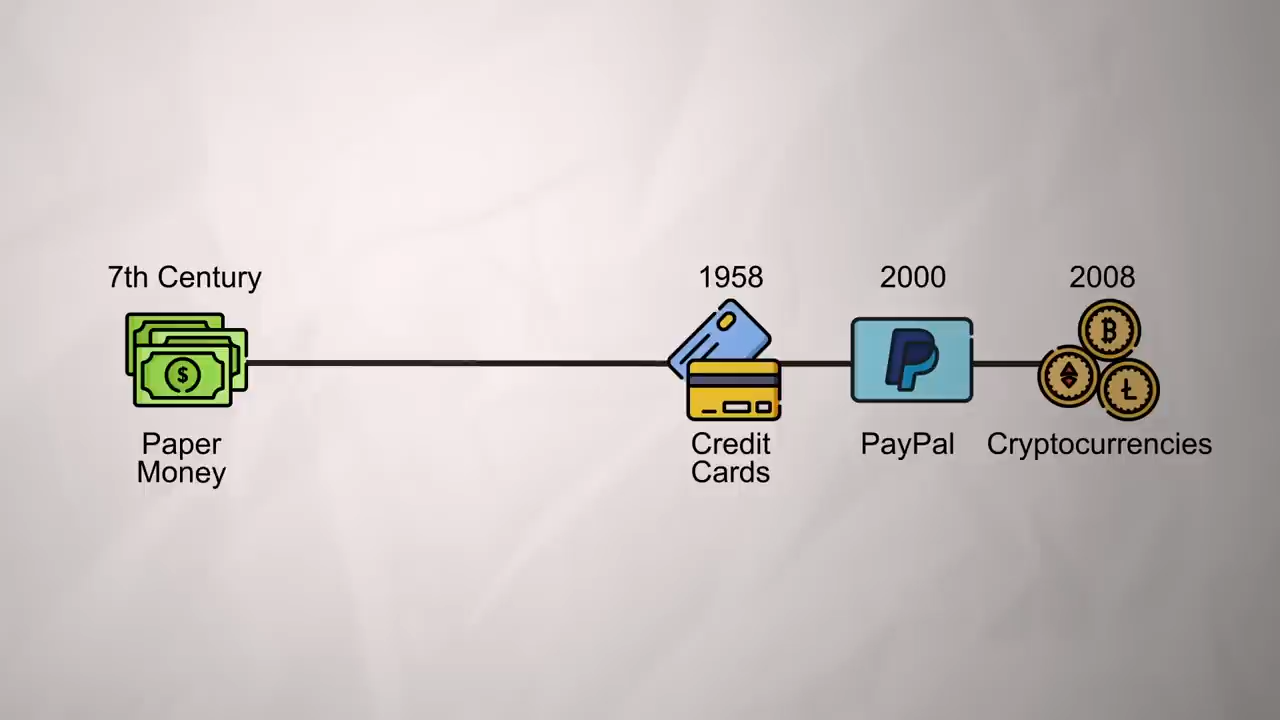 7th Century
1958
2000
2008
Paper
Money
Credit
Cards
PayPal
Cryptocurrencies